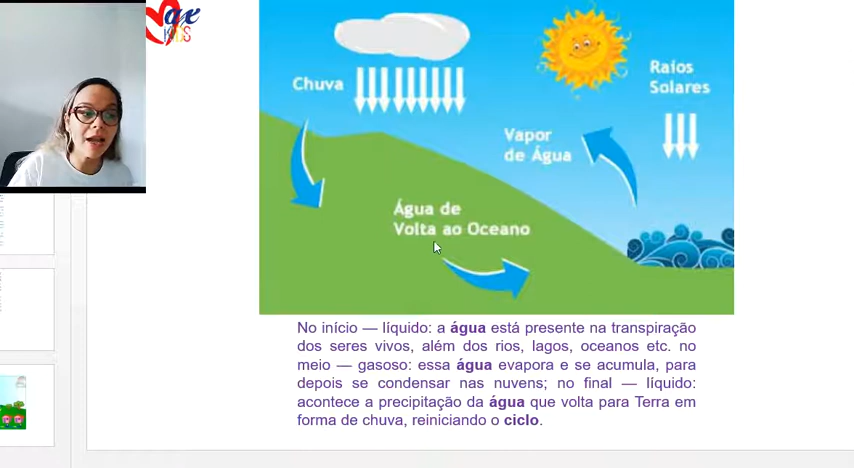 Chuva
Raios
Solares
Vapor
de Água
Água de
Volta ao Oceano
No início — líquido: a água está presente na transpiração
dos seres vivos, além dos rios, lagos, oceanos etc. no
meio — gasoso: essa água evapora e se acumula, para
depois se condensar nas nuvens; no final — líquido:
acontece a precipitação da água que volta para Terra em
forma de chuva, reiniciando o ciclo.